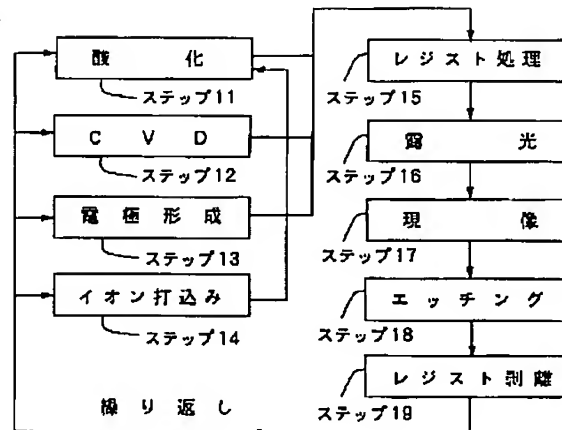 酸化
ステップ11
CVD
ステップ12
電極形成
ステップ13
イオン打込み
ステップ14
繰り返し
レジスト処理
ステップ15
露光
ステップ16
現像
ステップ17
エッチング
ステップ18
レジスト剥離
ステップ19